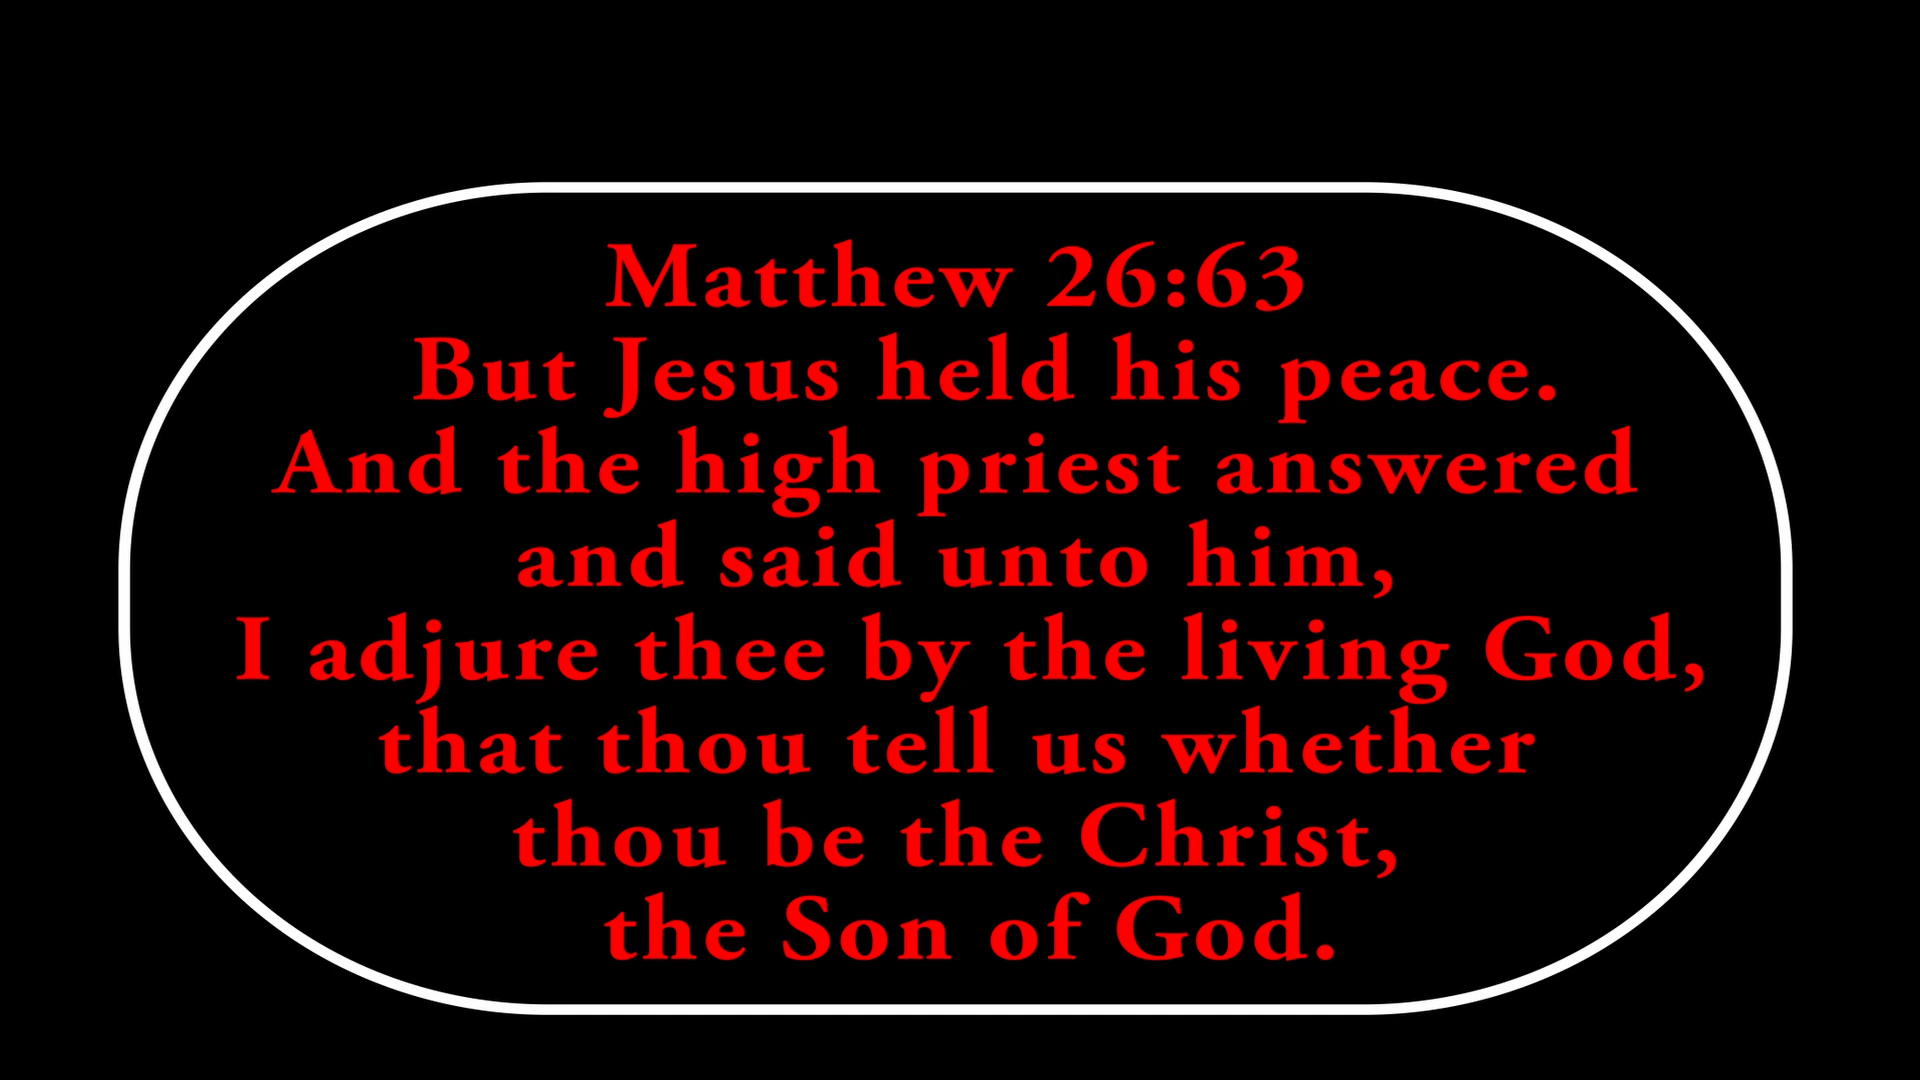 Matthew 26:63
But Jesus held his peace.
And the high priest answered
and said unto him,
I adjure thee by the living God,
that thou tell us whether
thou be the Christ,
the Son of God.